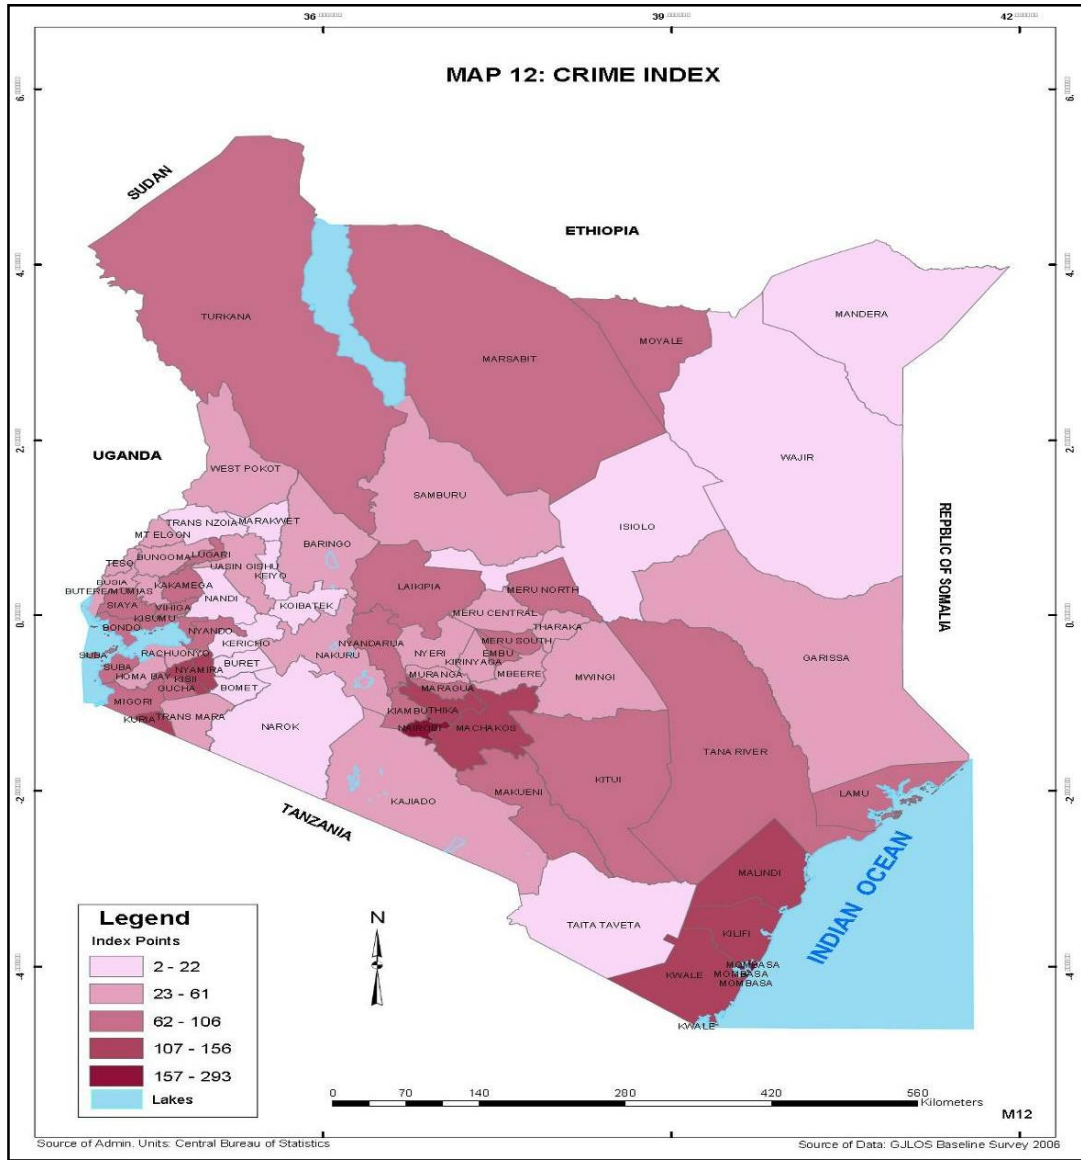 36
39
42
MAP 12: CRIME INDEX
SUDAN
ETHIOPIA
UGANDA
REPBLIC OF SOMALIA
TANZANIA
INDIAN OCEAN
TURKANA
MARSABIT
MOYALE
MANDERA
WAJIR
WEST POKOT
SAMBURU
ISIOLO
TRANS NZOIA
MARAKWET
MT ELGON
BARINGO
BUNGOMA
LUGARI
TESO
UASIN GISHU
KEIYO
BUSIA
KAKAMEGA
BUTERE/MUMIAS
NANDI
KOIBATEK
LAIKIPIA
MERU NORTH
SIAYA
VIHIGA
KISUMU
MERU CENTRAL
BONDO
NYANDO
THARAKA
KERICHO
NYANDARUA
MERU SOUTH
SUBA
RACHUONYO
NAKURU
NYERI
EMBU
GARISSA
BURET
KIRINYAGA
SUBA
NYAMIRA
MURANGA
MBEERE
MWINGI
HOMA BAY
KISII
GUCHA
BOMET
MARAGUA
MIGORI
KIAMBU
THIKA
KURIA
TRANS MARA
NAROK
NAIROBI
MACHAKOS
TANA RIVER
KITUI
MAKUENI
LAMU
KAJIADO
MALINDI
TAITA TAVETA
KILIFI
MOMBASA
KWALE
MOMBASA
MOMBASA
KWALE
Legend
Index Points
2 - 22
23 - 61
62 - 106
107 - 156
157 - 293
Lakes
N
0 70 140 280 420 560
Kilometers
M12
Source of Admin. Units: Central Bureau of Statistics
Source of Data: GJLOS Baseline Survey 2006